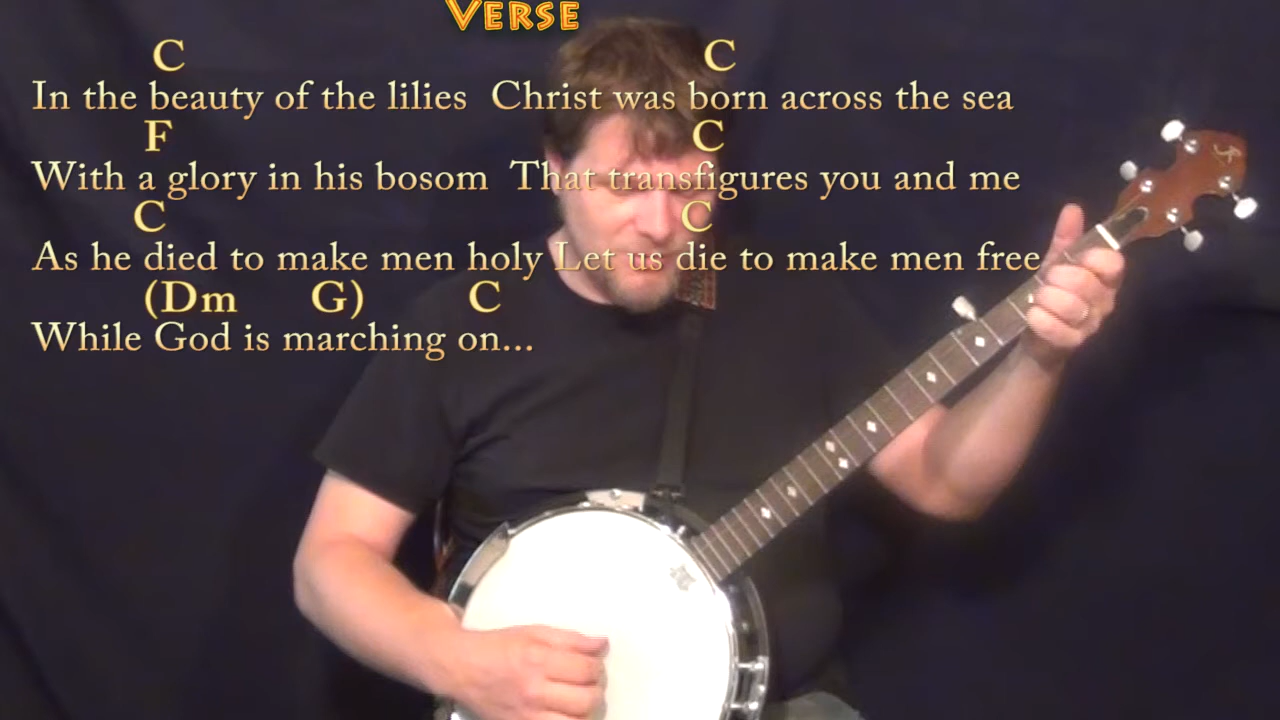 VERSE
C C
In the beauty of the lilies Christ was born across the sea
F C
With a glory in his bosom That transfigures you and me
C C
As he died to make men holy Let us die to make men free
(Dm G) C
While God is marching on...